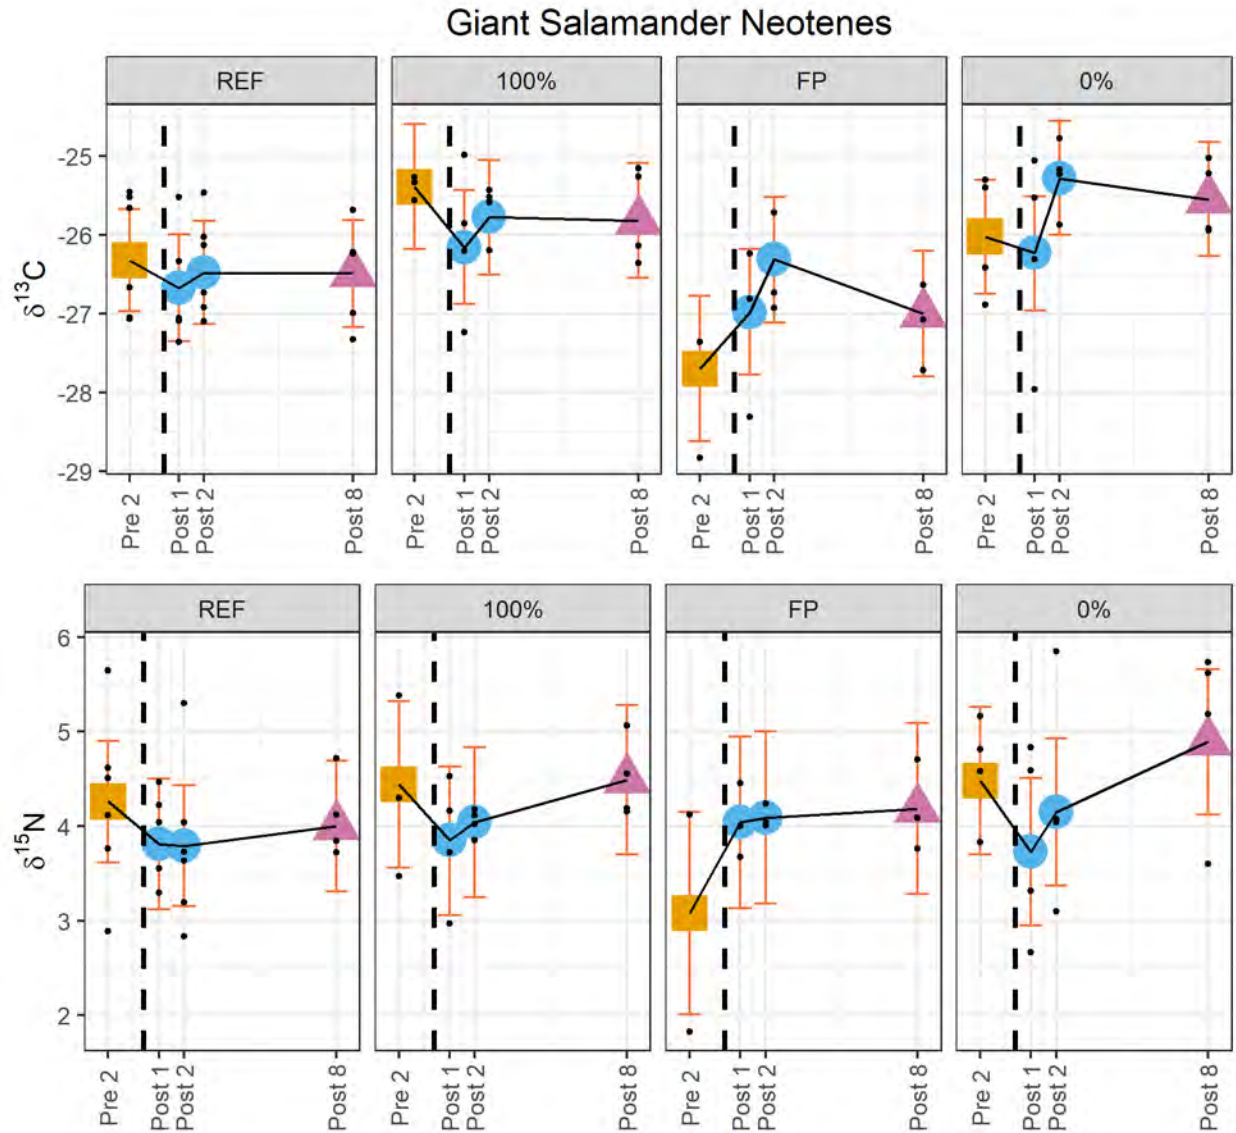 Giant Salamander Neotenes
REF 100% FP 0%
δ¹³C
-25
-26
-27
-28
-29
Pre 2 Post 1 Post 2 Post 8 Pre 2 Post 1 Post 2 Post 8 Pre 2 Post 1 Post 2 Post 8 Pre 2 Post 1 Post 2 Post 8
REF 100% FP 0%
δ¹⁵N
6
5
4
3
2
Pre 2 Post 1 Post 2 Post 8 Pre 2 Post 1 Post 2 Post 8 Pre 2 Post 1 Post 2 Post 8 Pre 2 Post 1 Post 2 Post 8